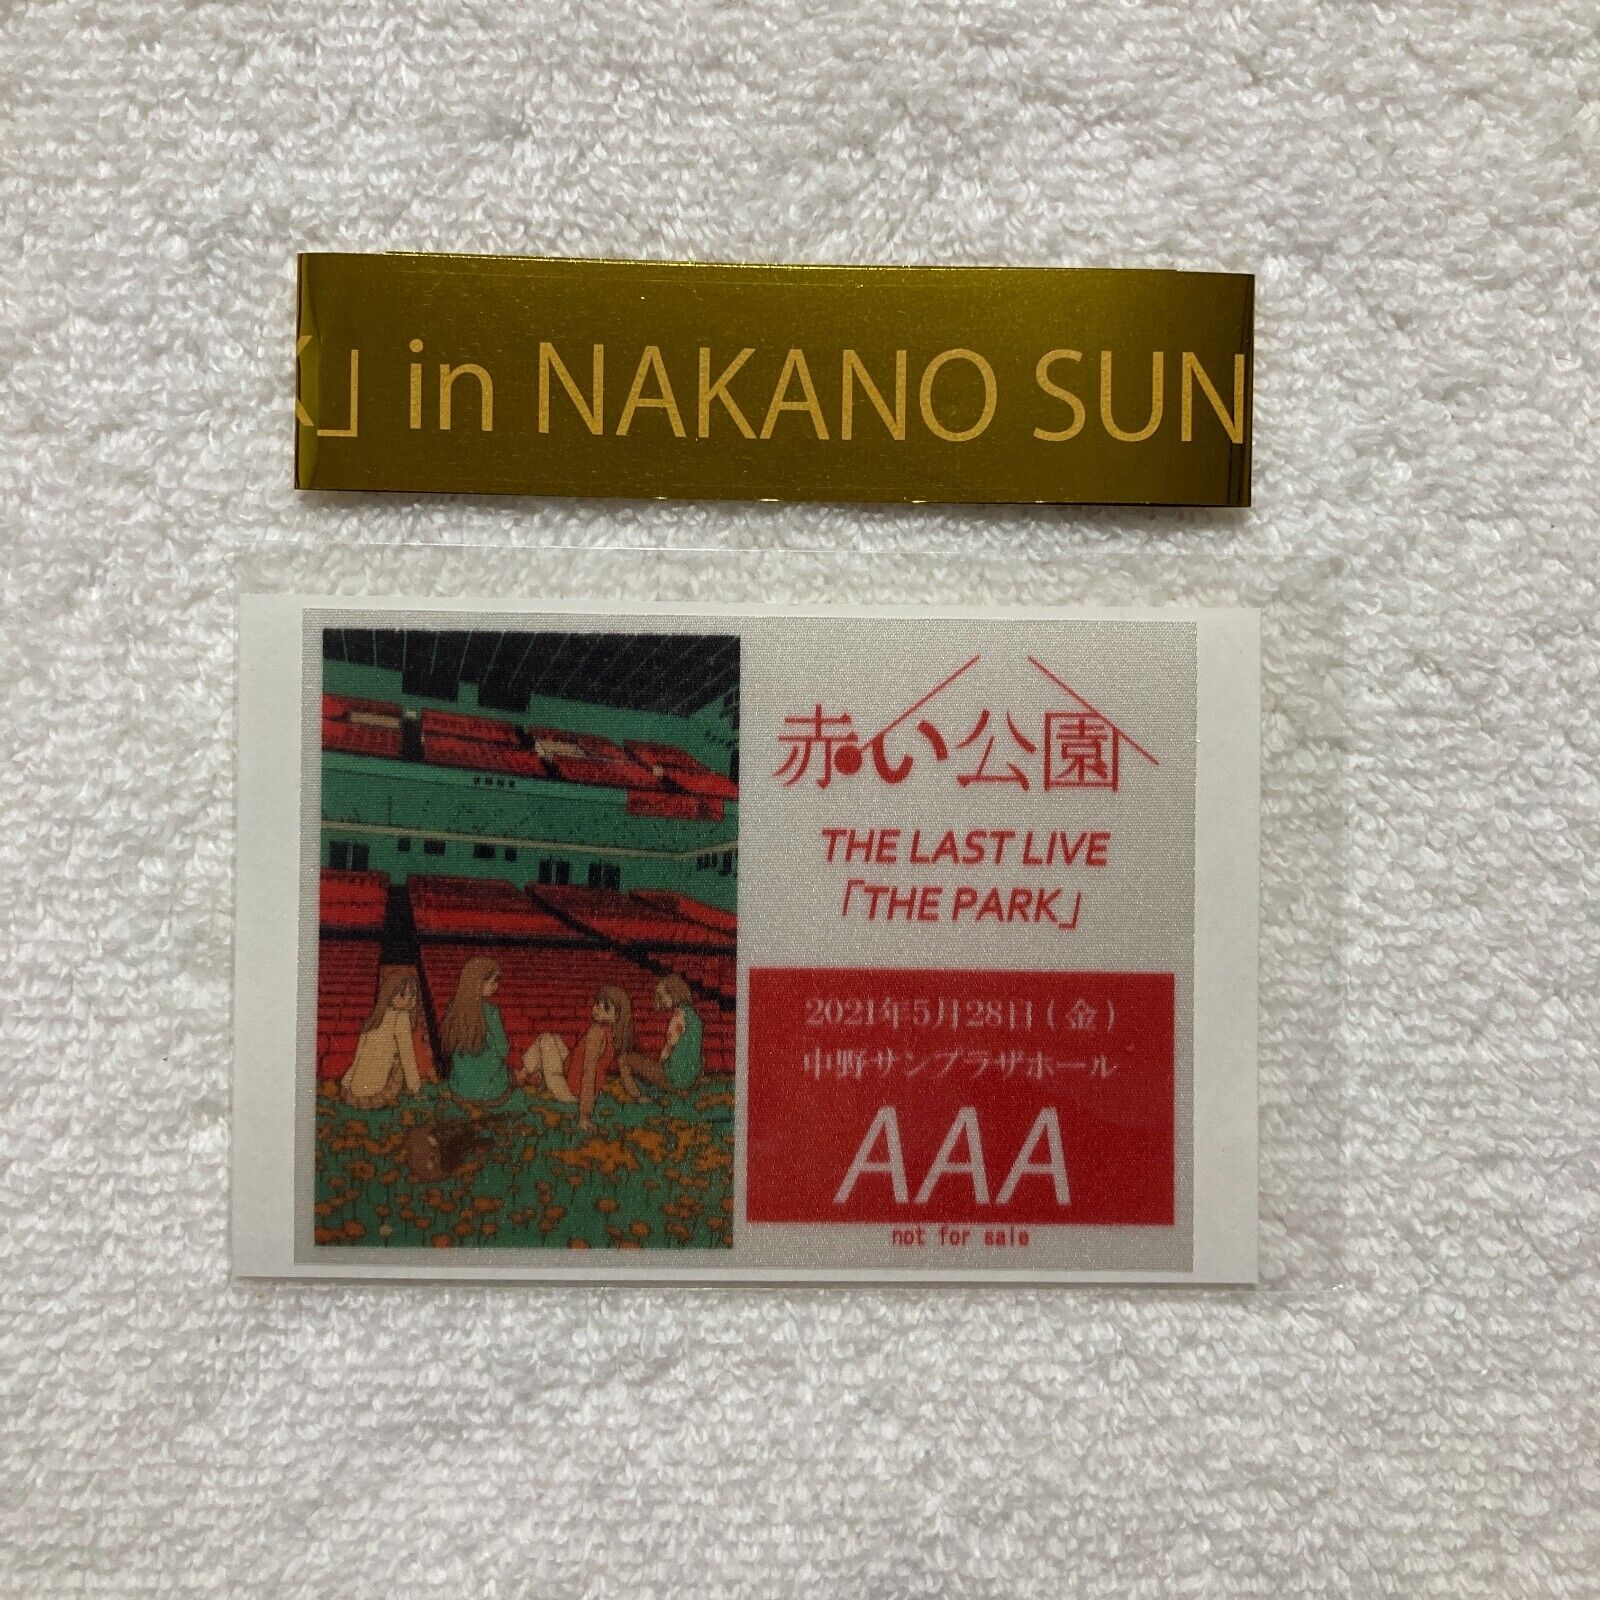 」 in NAKANO SUN
赤い公園
THE LAST LIVE
「THE PARK」
2021年5月28日(金)
中野サンプラザホール
AAA
not for sale